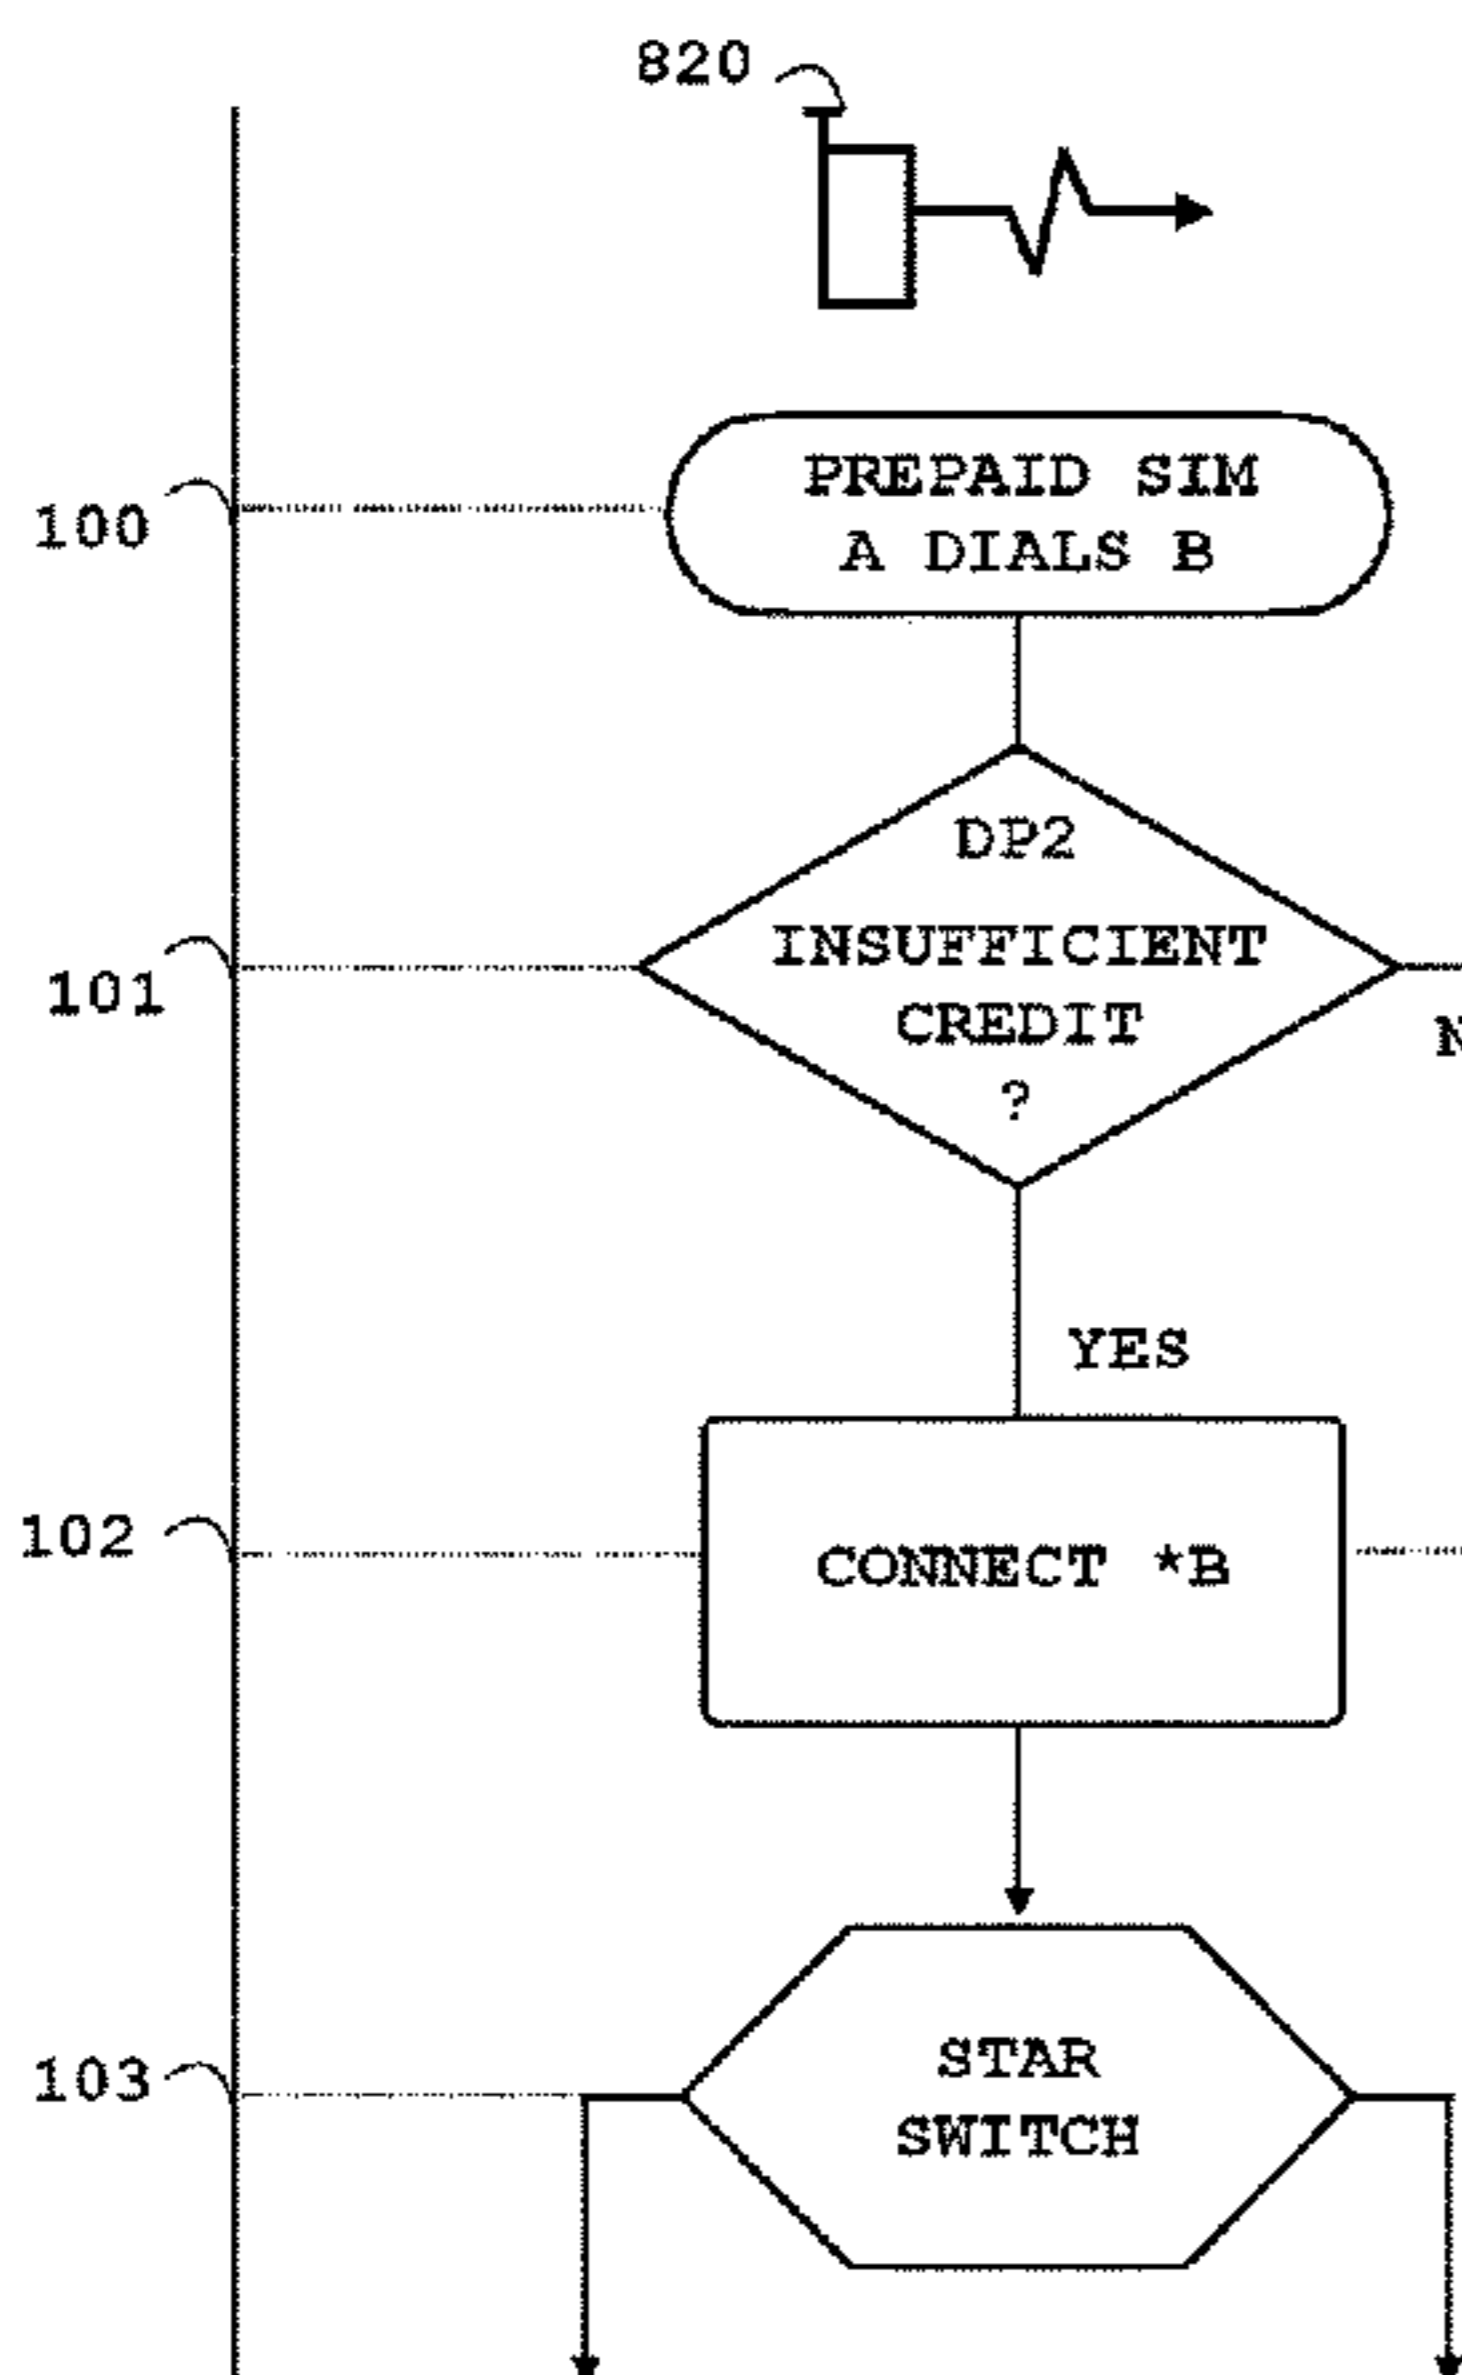 820
100
PREPAID SIM
A DIALS B
DP2
101
INSUFFICIENT
CREDIT
?
YES
102
CONNECT *B
103
STAR
SWITCH